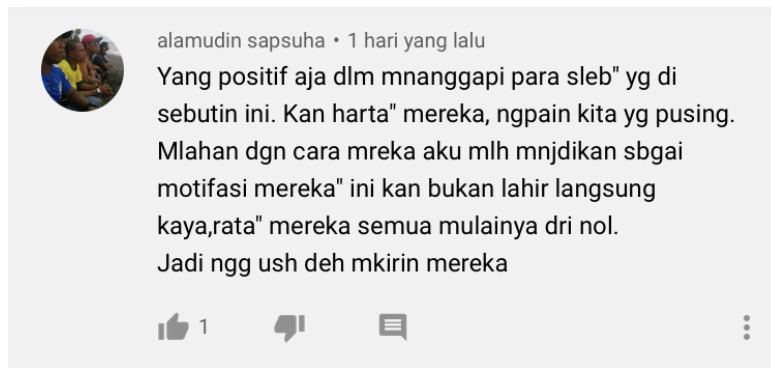 alamudin sapsuha • 1 hari yang lalu
Yang positif aja dlm mnanggapi para sleb" yg di
sebutin ini. Kan harta" mereka, ngpain kita yg pusing.
Mlahan dgn cara mreka aku mlh mnjdikan sbgai
motifasi mereka" ini kan bukan lahir langsung
kaya,rata" mereka semua mulainya dri nol.
Jadi ngg ush deh mkirin mereka
1